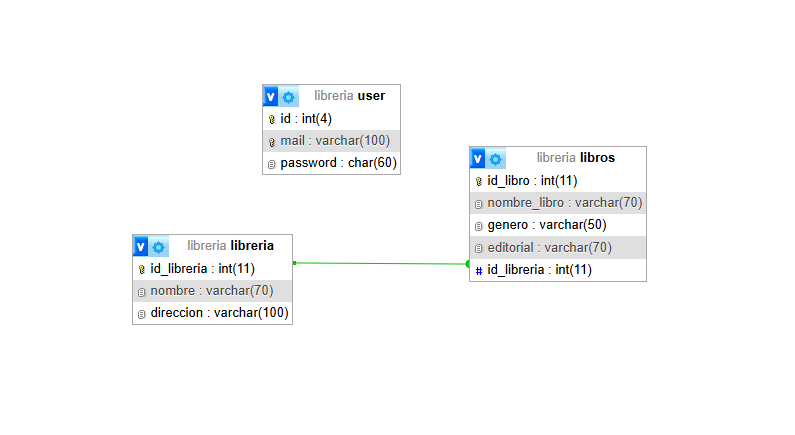 libreria user
id : int(4)
mail : varchar(100)
password : char(60)
libreria libros
id_libro : int(11)
nombre_libro : varchar(70)
genero : varchar(50)
editorial : varchar(70)
# id_libreria : int(11)
libreria libreria
id_libreria : int(11)
nombre : varchar(70)
direccion : varchar(100)